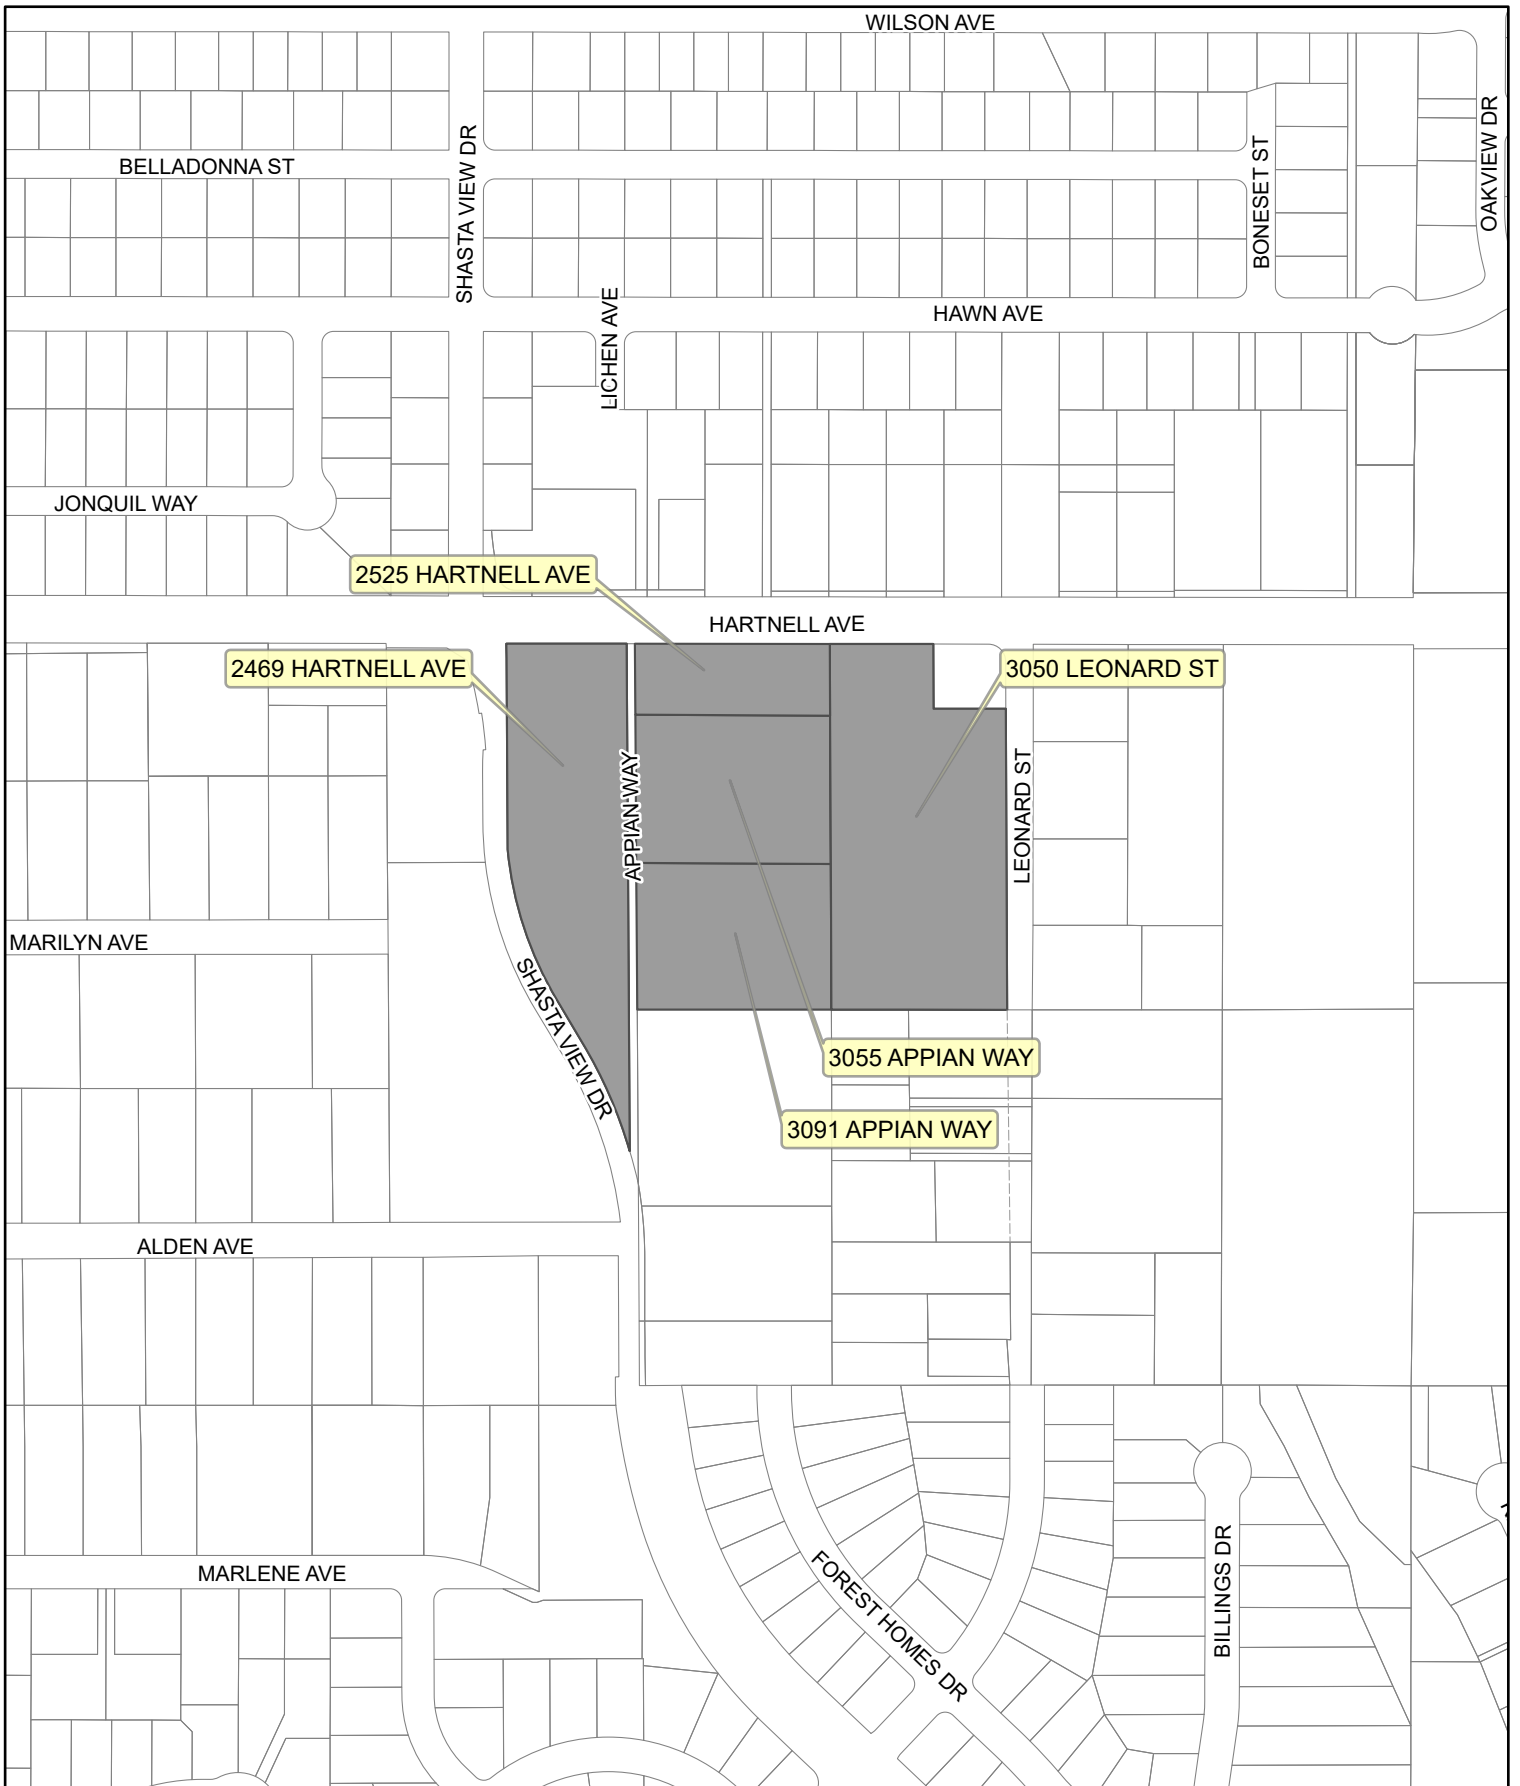 WILSON AVE
BELLADONNA ST
SHASTA VIEW DR
BONESET ST
OAKVIEW DR
LICHEN AVE
HAWN AVE
JONQUIL WAY
2525 HARTNELL AVE
HARTNELL AVE
2469 HARTNELL AVE
3050 LEONARD ST
APPIAN WAY
LEONARD ST
MARILYN AVE
SHASTA VIEW DR
3055 APPIAN WAY
3091 APPIAN WAY
ALDEN AVE
MARLENE AVE
FOREST HOMES DR
BILLINGS DR